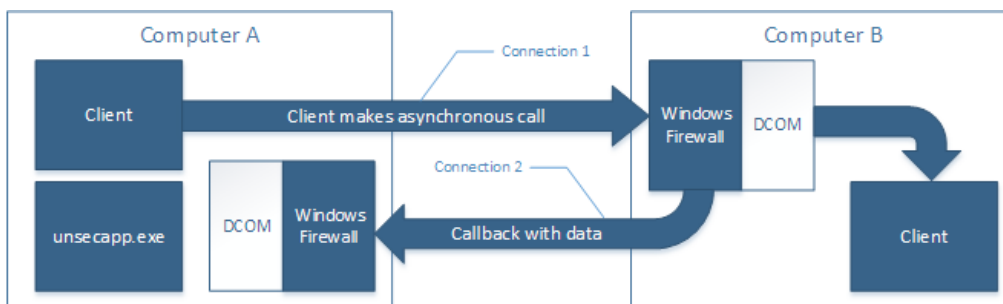 Computer A
Computer B
Connection 1
Client
Client makes asynchronous call
Windows
Firewall
DCOM
Connection 2
unsecapp.exe
DCOM
Windows
Firewall
Callback with data
Client